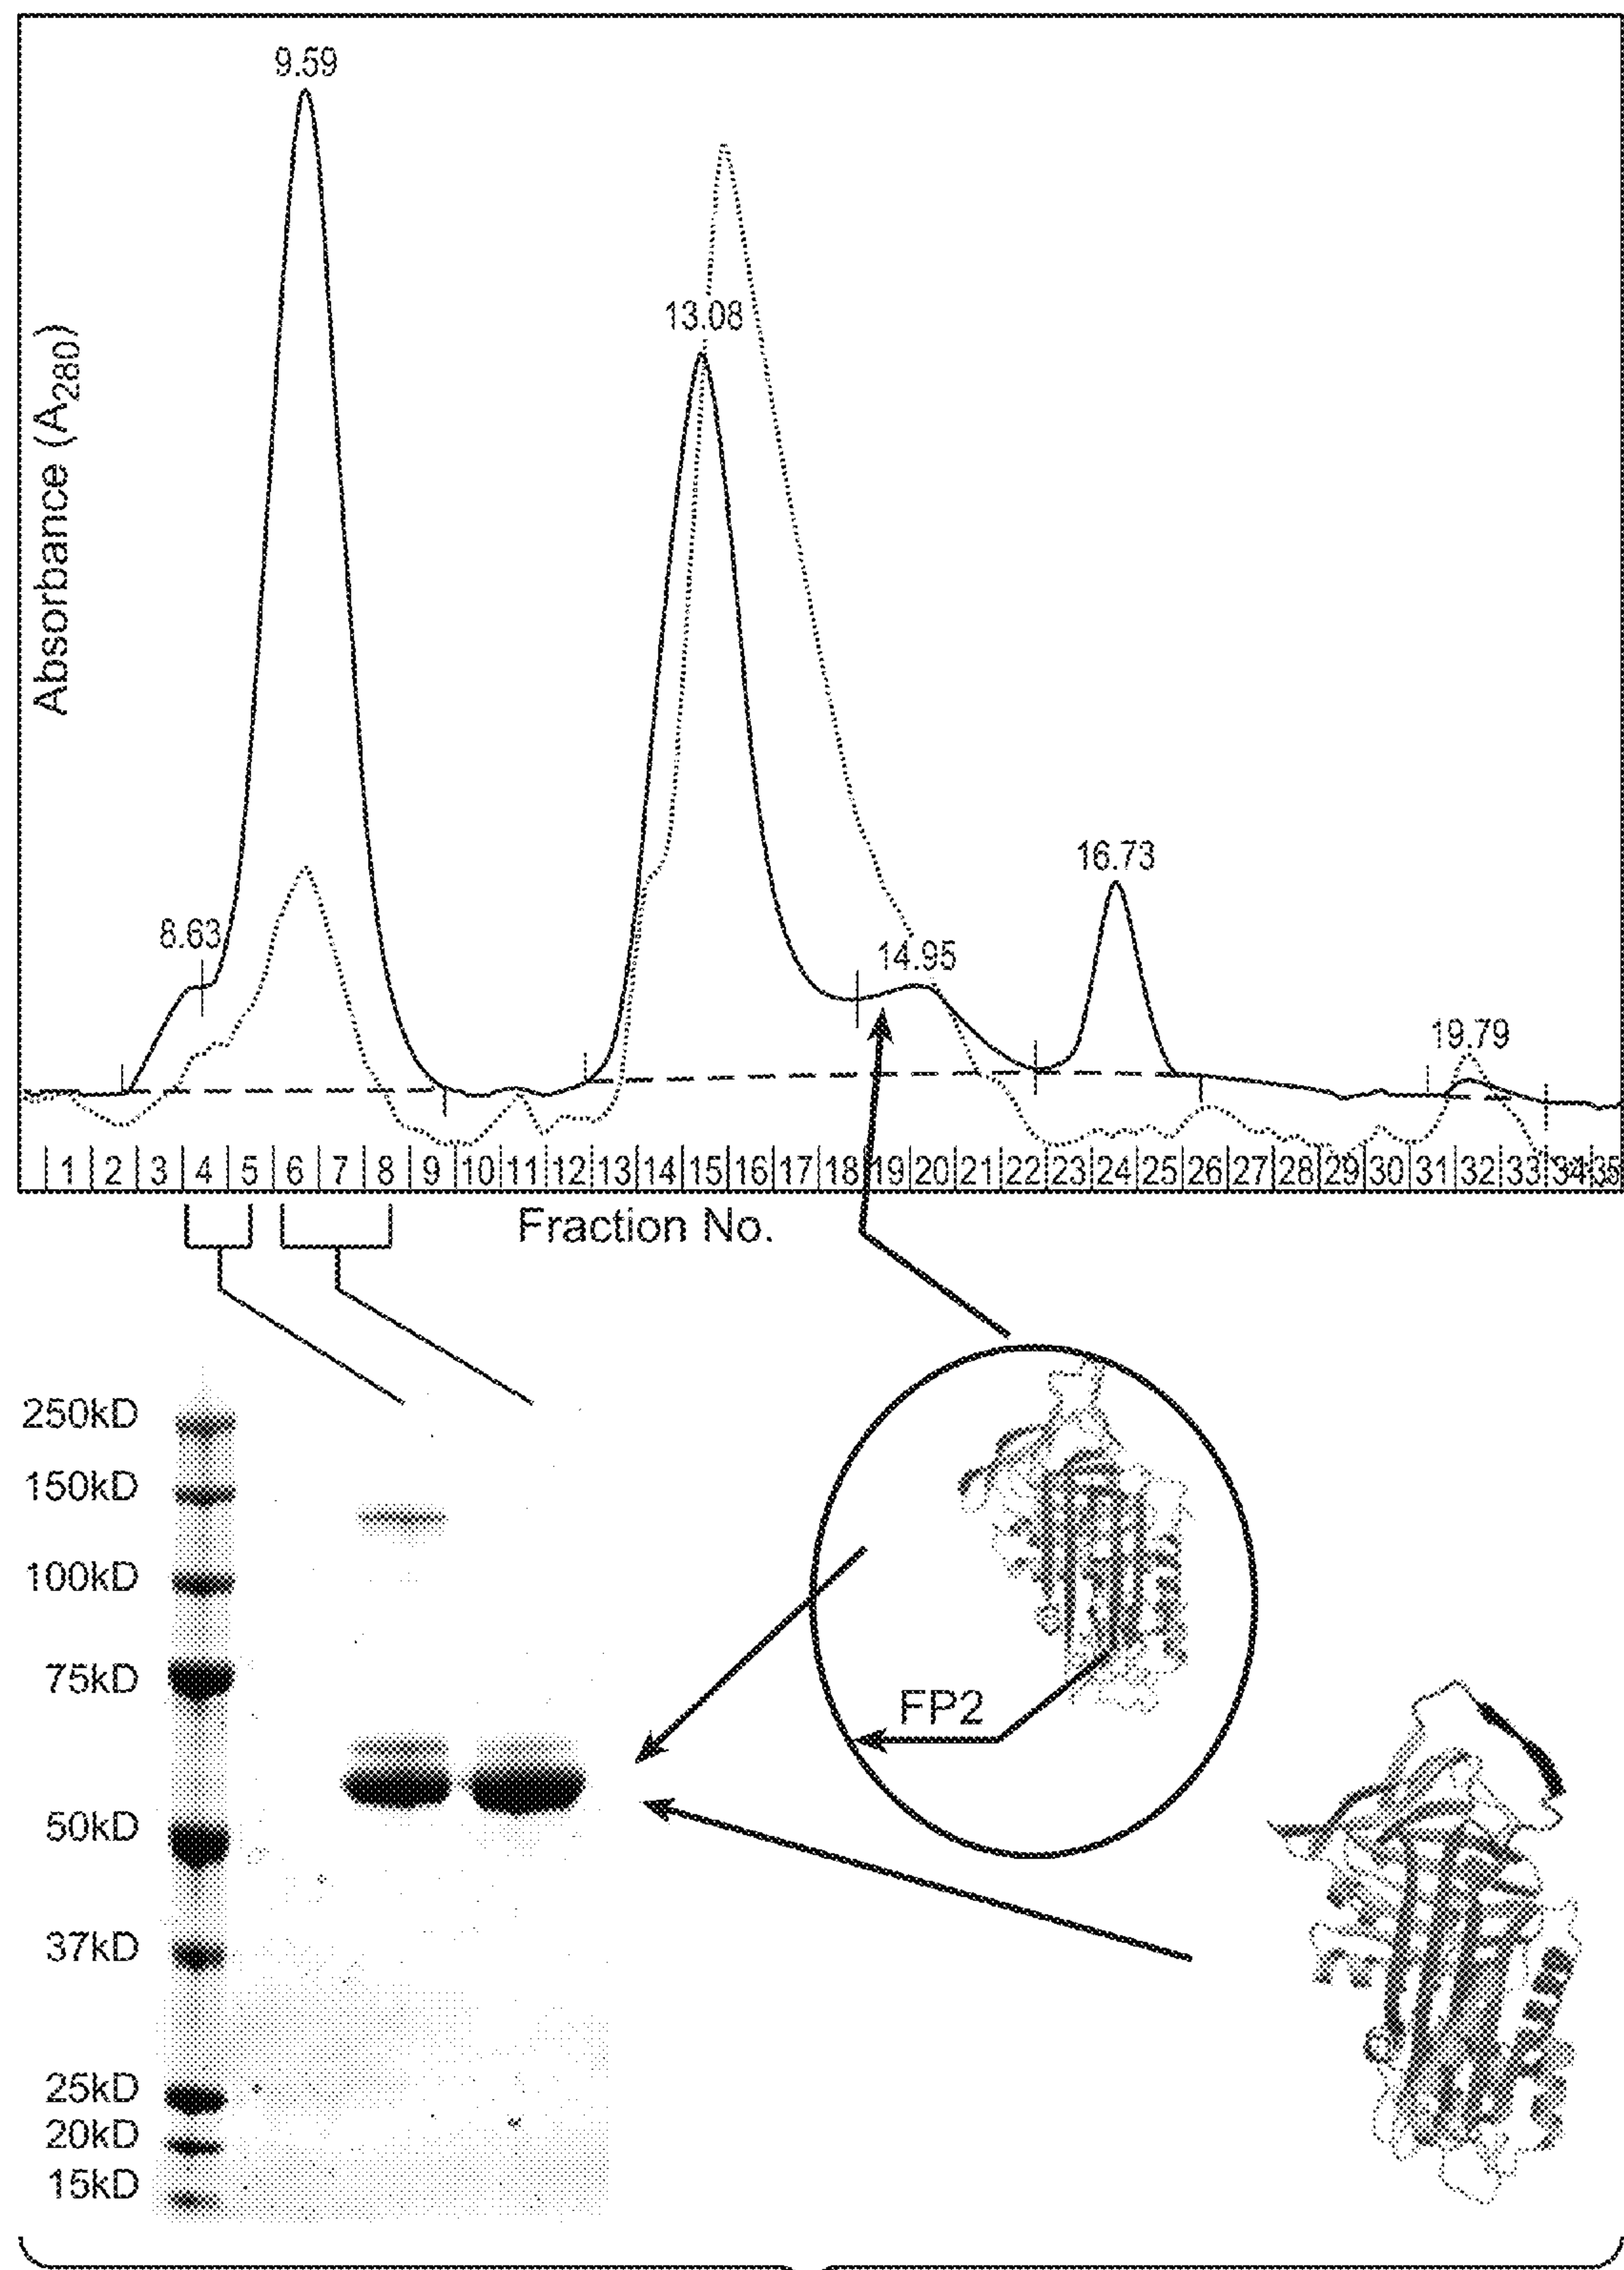 9.59
13.08
Absorbance (A280)
16.73
8.63
14.95
19.79
1 2 3 4 5 6 7 8 9 10 11 12 13 14 15 16 17 18 19 20 21 22 23 24 25 26 27 28 29 30 31 32 33 34 35
Fraction No.
250kD
150kD
100kD
75kD
FP2
50kD
37kD
25kD
20kD
15kD